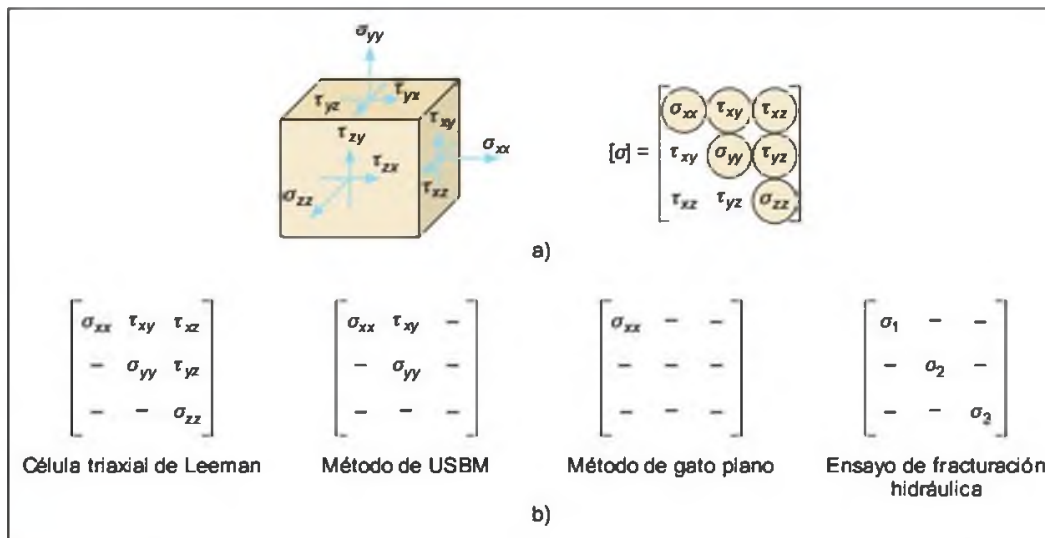 σyy
τyz τyx
τzy τxy σxx
τzx
σzz τxz
[σ] =
σxx τxy τxz
τxy σyy τyz
τxz τyz σzz
a)
σxx τxy τxz
– σyy τyz
– – σzz
Célula triaxial de Leeman
σxx τxy –
– σyy –
– – –
Método de USBM
σxx – –
– – –
– – –
Método de gato plano
σ1 – –
– σ2 –
– – σ3
Ensayo de fracturación
hidráulica
b)